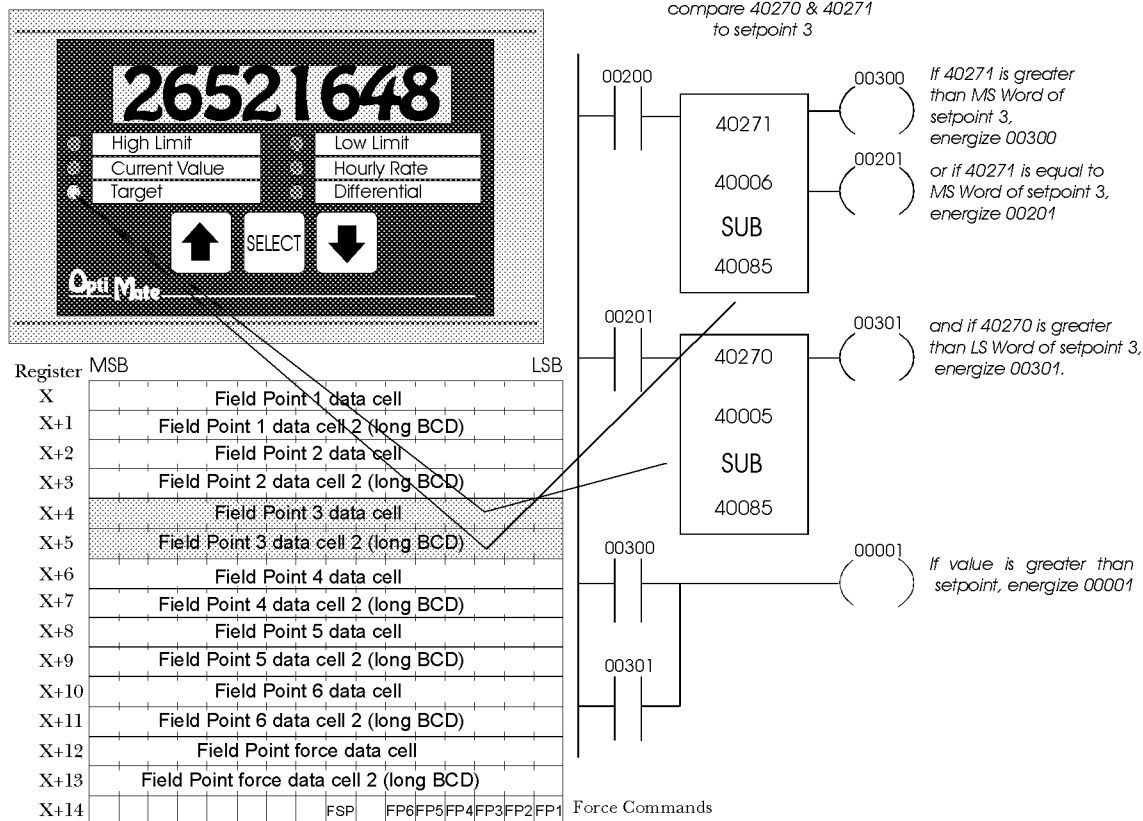 compare 40270 & 40271
to setpoint 3
26521648
High Limit
Low Limit
Current Value
Hourly Rate
Target
Differential
SELECT
Opti Mate
00200
40271
40006
SUB
40085
00300
If 40271 is greater
than MS Word of
setpoint 3,
energize 00300
00201
or if 40271 is equal to
MS Word of setpoint 3,
energize 00201
00201
40270
40005
SUB
40085
00301
and if 40270 is greater
than LS Word of setpoint 3,
energize 00301.
00300
00001
If value is greater than
setpoint, energize 00001
00301
Register MSB LSB
X Field Point 1 data cell
X+1 Field Point 1 data cell 2 (long BCD)
X+2 Field Point 2 data cell
X+3 Field Point 2 data cell 2 (long BCD)
X+4 Field Point 3 data cell
X+5 Field Point 3 data cell 2 (long BCD)
X+6 Field Point 4 data cell
X+7 Field Point 4 data cell 2 (long BCD)
X+8 Field Point 5 data cell
X+9 Field Point 5 data cell 2 (long BCD)
X+10 Field Point 6 data cell
X+11 Field Point 6 data cell 2 (long BCD)
X+12 Field Point force data cell
X+13 Field Point force data cell 2 (long BCD)
X+14 FSP FP6 FP5 FP4 FP3 FP2 FP1 Force Commands